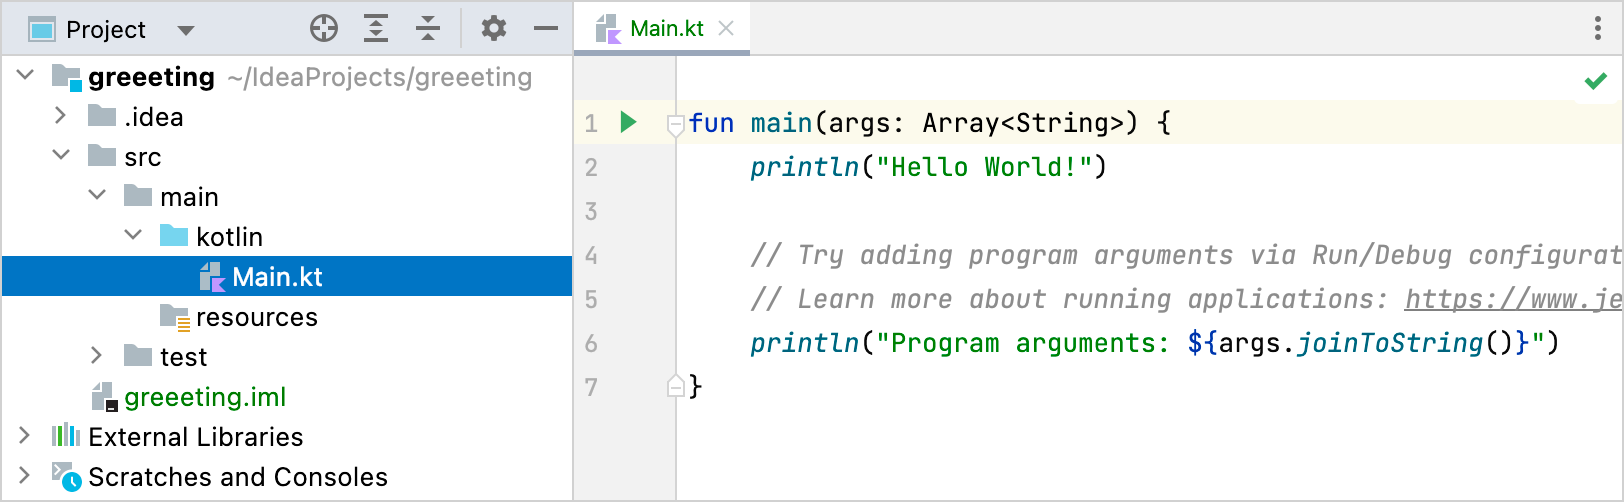 Project
greeeting ~/IdeaProjects/greeeting
.idea
src
main
kotlin
Main.kt
resources
test
greeeting.iml
External Libraries
Scratches and Consoles
Main.kt
1 fun main(args: Array<String>) {
2 println("Hello World!")
3
4 // Try adding program arguments via Run/Debug configurat
5 // Learn more about running applications: https://www.je
6 println("Program arguments: ${args.joinToString()}")
7 }